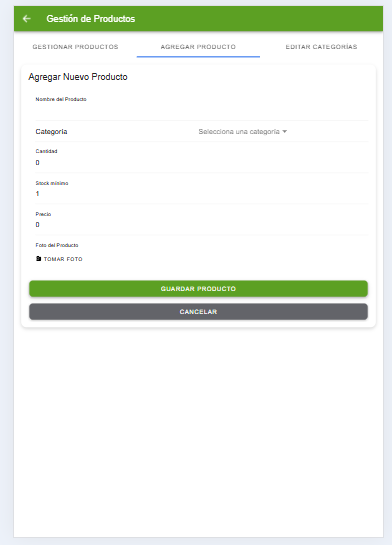 Gestión de Productos
GESTIONAR PRODUCTOS AGREGAR PRODUCTO EDITAR CATEGORÍAS
Agregar Nuevo Producto
Nombre del Producto
Categoría Selecciona una categoría
Cantidad
0
Stock mínimo
1
Precio
0
Foto del Producto
TOMAR FOTO
GUARDAR PRODUCTO
CANCELAR